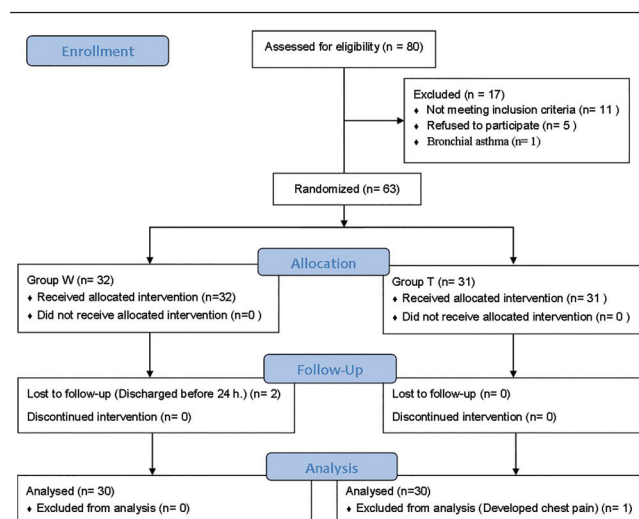 Enrollment
Assessed for eligibility (n = 80)
Excluded (n = 17)
♦ Not meeting inclusion criteria (n= 11 )
♦ Refused to participate (n= 5 )
♦ Bronchial asthma (n= 1)
Randomized (n= 63)
Allocation
Group W (n= 32)
♦ Received allocated intervention (n=32)
♦ Did not receive allocated intervention (n=0 )
Group T (n= 31)
♦ Received allocated intervention (n= 31 )
♦ Did not receive allocated intervention (n= 0 )
Follow-Up
Lost to follow-up (Discharged before 24 h.) (n= 2)
Discontinued intervention (n= 0)
Lost to follow-up (n= 0)
Discontinued intervention (n= 0)
Analysis
Analysed (n= 30)
♦ Excluded from analysis (n= 0)
Analysed (n=30)
♦ Excluded from analysis (Developed chest pain) (n= 1)